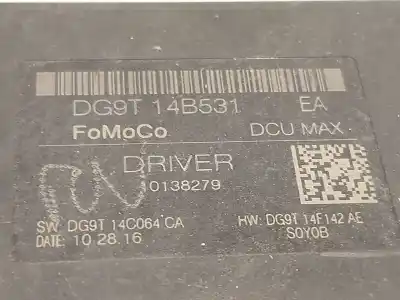 DG9T 14B531 EA
FoMoCo DCU MAX
DRIVER
10138279
SW: DG9T 14C064 CA HW: DG9T 14F142 AE
DATE: 10 28.16 S0Y0B